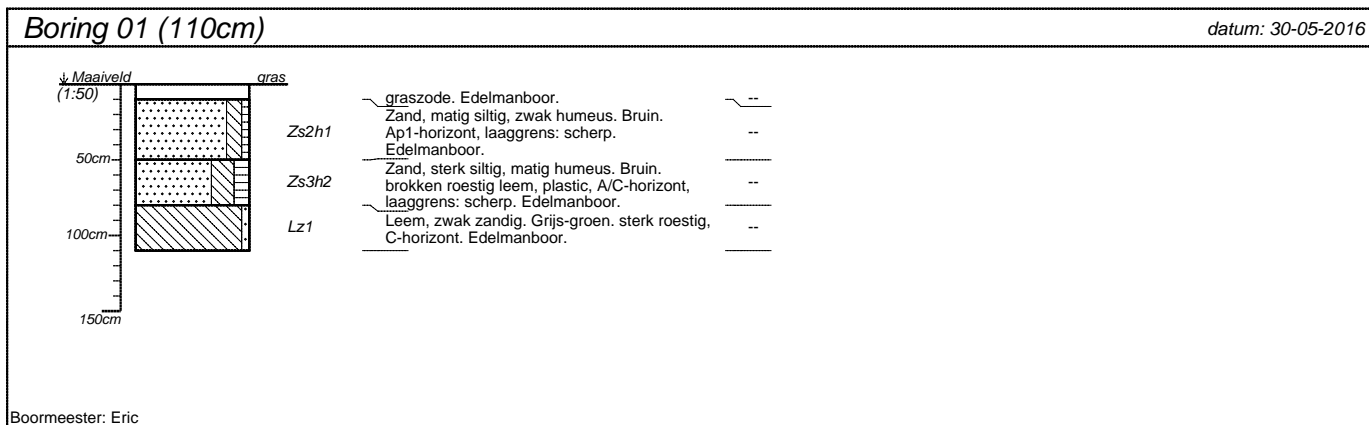 Boring 01 (110cm)
datum: 30-05-2016
Maaiveld
gras
(1:50)
graszode. Edelmanboor.
--
Zs2h1
Zand, matig siltig, zwak humeus. Bruin.
Ap1-horizont, laaggrens: scherp.
Edelmanboor.
--
50cm
Zs3h2
Zand, sterk siltig, matig humeus. Bruin.
brokken roestig leem, plastic, A/C-horizont,
laaggrens: scherp. Edelmanboor.
--
Lz1
Leem, zwak zandig. Grijs-groen. sterk roestig,
C-horizont. Edelmanboor.
--
100cm
150cm
Boormeester: Eric